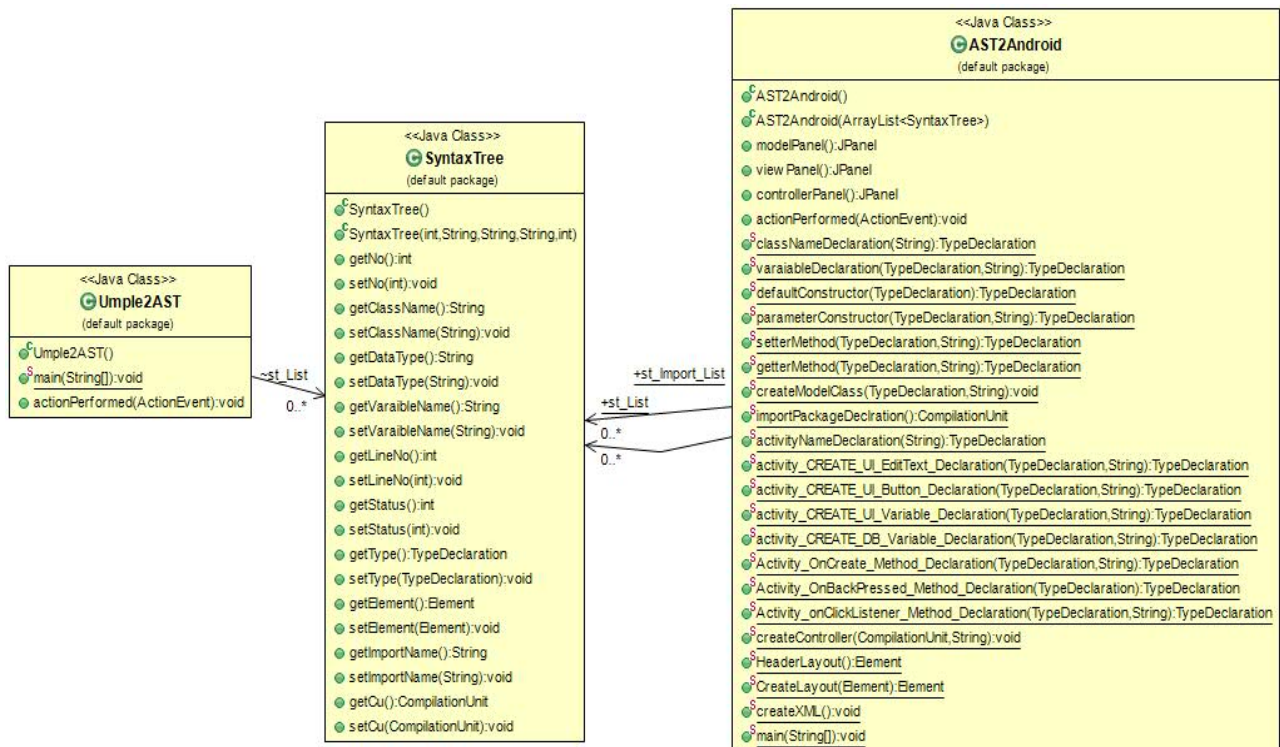 <<Java Class>>
Umple2AST
(default package)
Umple2AST()
main(String[]):void
actionPerformed(ActionEvent):void
~st_List
0..*
<<Java Class>>
SyntaxTree
(default package)
SyntaxTree()
SyntaxTree(int,String,String,String,int)
getNo():int
setNo(int):void
getClassName():String
setClassName(String):void
getDataType():String
setDataType(String):void
getVaraibleName():String
setVaraibleName(String):void
getLineNo():int
setLineNo(int):void
getStatus():int
setStatus(int):void
getType():TypeDeclaration
setType(TypeDeclaration):void
getElement():Element
setElement(Element):void
getImportName():String
setImportName(String):void
getCu():CompilationUnit
setCu(CompilationUnit):void
+st_Import_List
+st_List
0..*
0..*
<<Java Class>>
AST2Android
(default package)
AST2Android()
AST2Android(ArrayList<SyntaxTree>)
modelPanel():JPanel
view Panel():JPanel
controllerPanel():JPanel
actionPerformed(ActionEvent):void
classNameDeclaration(String):TypeDeclaration
varaiableDeclaration(TypeDeclaration,String):TypeDeclaration
defaultConstructor(TypeDeclaration):TypeDeclaration
parameterConstructor(TypeDeclaration,String):TypeDeclaration
setterMethod(TypeDeclaration,String):TypeDeclaration
getterMethod(TypeDeclaration,String):TypeDeclaration
createModelClass(TypeDeclaration,String):void
importPackageDeclration():CompilationUnit
activityNameDeclaration(String):TypeDeclaration
activity_CREATE_UI_EditText_Declaration(TypeDeclaration,String):TypeDeclaration
activity_CREATE_UI_Button_Declaration(TypeDeclaration,String):TypeDeclaration
activity_CREATE_UI_Variable_Declaration(TypeDeclaration,String):TypeDeclaration
activity_CREATE_DB_Variable_Declaration(TypeDeclaration,String):TypeDeclaration
Activity_OnCreate_Method_Declaration(TypeDeclaration,String):TypeDeclaration
Activity_OnBackPressed_Method_Declaration(TypeDeclaration):TypeDeclaration
Activity_onClickListener_Method_Declaration(TypeDeclaration,String):TypeDeclaration
createController(CompilationUnit,String):void
HeaderLayout():Element
CreateLayout(Element):Element
createXML():void
main(String[]):void